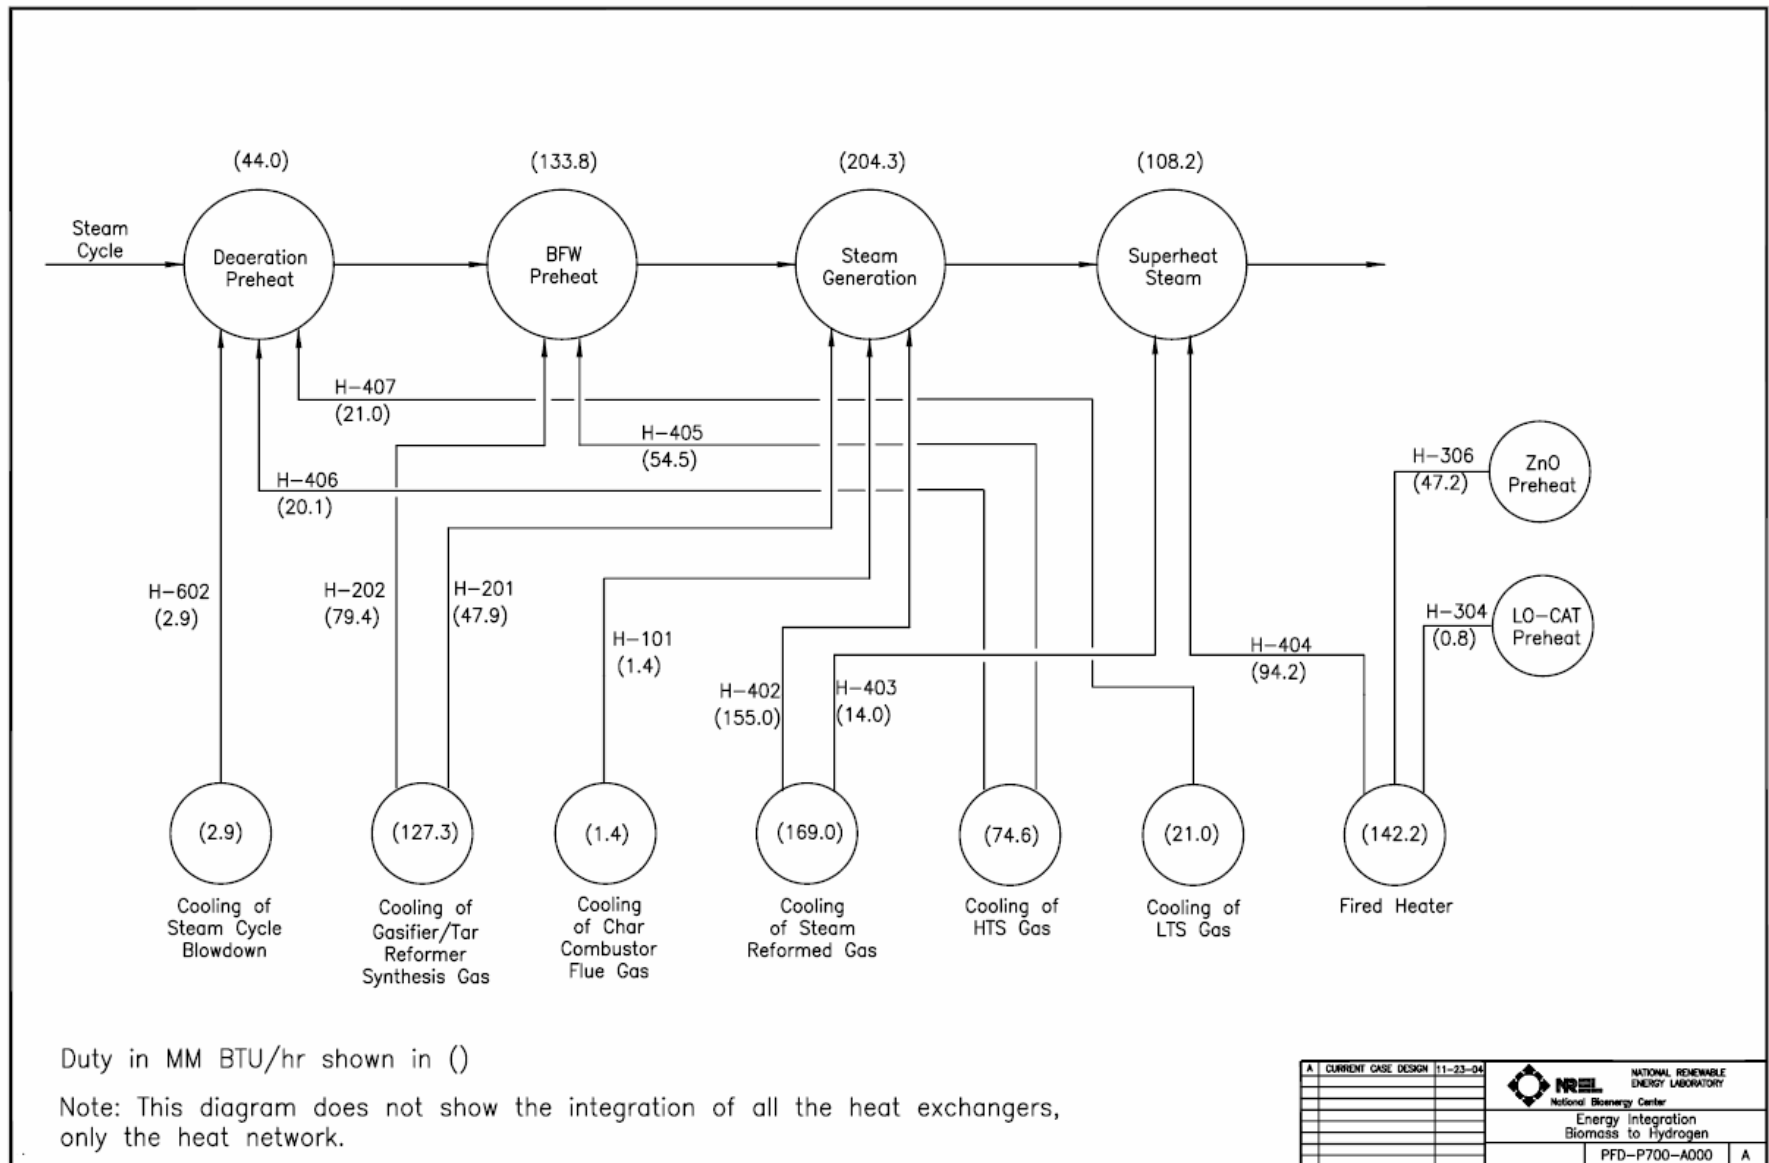 (44.0)
(133.8)
(204.3)
(108.2)
Steam
Cycle
Deaeration
Preheat
BFW
Preheat
Steam
Generation
Superheat
Steam
H-407
(21.0)
H-405
(54.5)
H-406
(20.1)
H-306
(47.2)
ZnO
Preheat
H-602
(2.9)
H-202
(79.4)
H-201
(47.9)
H-101
(1.4)
H-402
(155.0)
H-403
(14.0)
H-404
(94.2)
H-304
(0.8)
LO-CAT
Preheat
(2.9)
(127.3)
(1.4)
(169.0)
(74.6)
(21.0)
(142.2)
Cooling of
Steam Cycle
Blowdown
Cooling of
Gasifier/Tar
Reformer
Synthesis Gas
Cooling
of Char
Combustor
Flue Gas
Cooling
of Steam
Reformed Gas
Cooling of
HTS Gas
Cooling of
LTS Gas
Fired Heater
Duty in MM BTU/hr shown in ()
Note: This diagram does not show the integration of all the heat exchangers,
only the heat network.
A CURRENT CASE DESIGN 11-23-04
NREL
NATIONAL RENEWABLE
ENERGY LABORATORY
National Bioenergy Center
Energy Integration
Biomass to Hydrogen
PFD-P700-A000 A